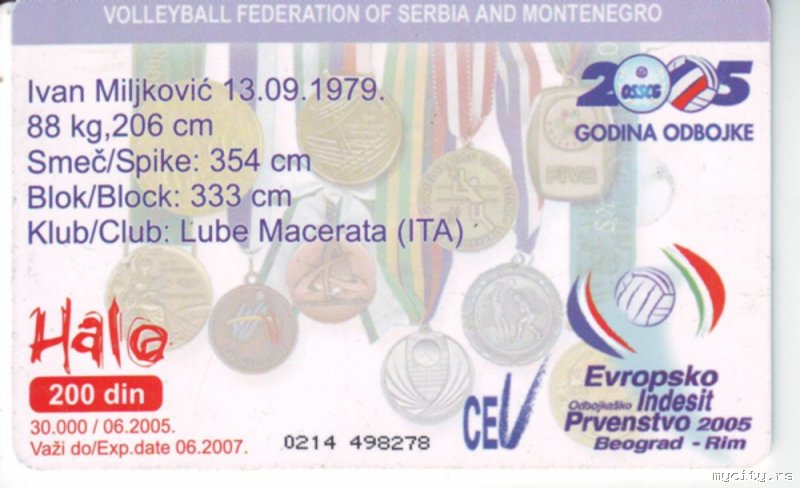 VOLLEYBALL FEDERATION OF SERBIA AND MONTENEGRO
Ivan Miljković 13.09.1979.
88 kg,206 cm
Smeč/Spike: 354 cm
Blok/Block: 333 cm
Klub/Club: Lube Macerata (ITA)
2005
OSSCG
GODINA ODBOJKE
FIVB
Halo
200 din
30.000 / 06.2005.
Važi do/Exp.date 06.2007.
0214 498278
CEV
Evropsko
Odbojkaško Indesit
Prvenstvo 2005
Beograd - Rim
mycity.rs